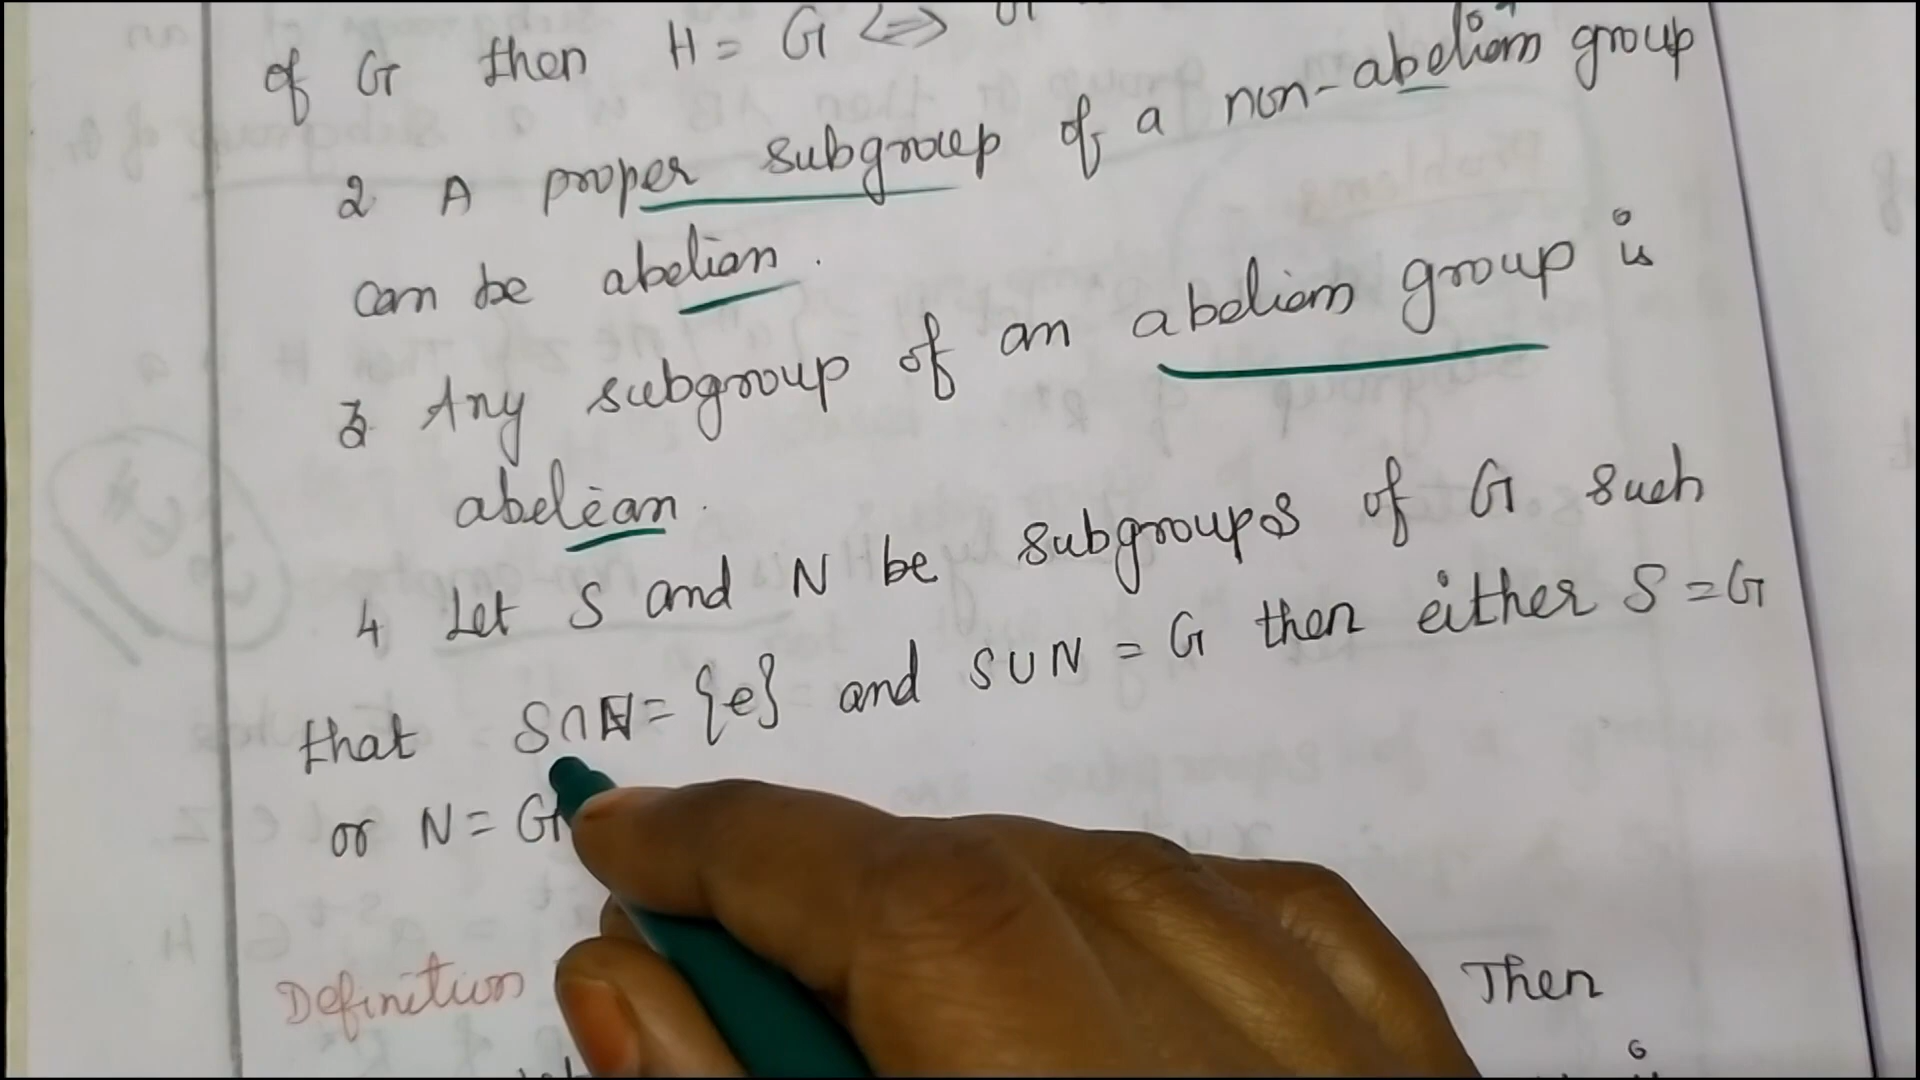 of G then H = G ⇔
2 A proper subgroup of a non-abelian group
can be abelian.
3 Any subgroup of an abelian group is
abelian.
4 Let S and N be subgroups of G such
that S∩N = {e} and S∪N = G then either S = G
or N = G
Definition Then